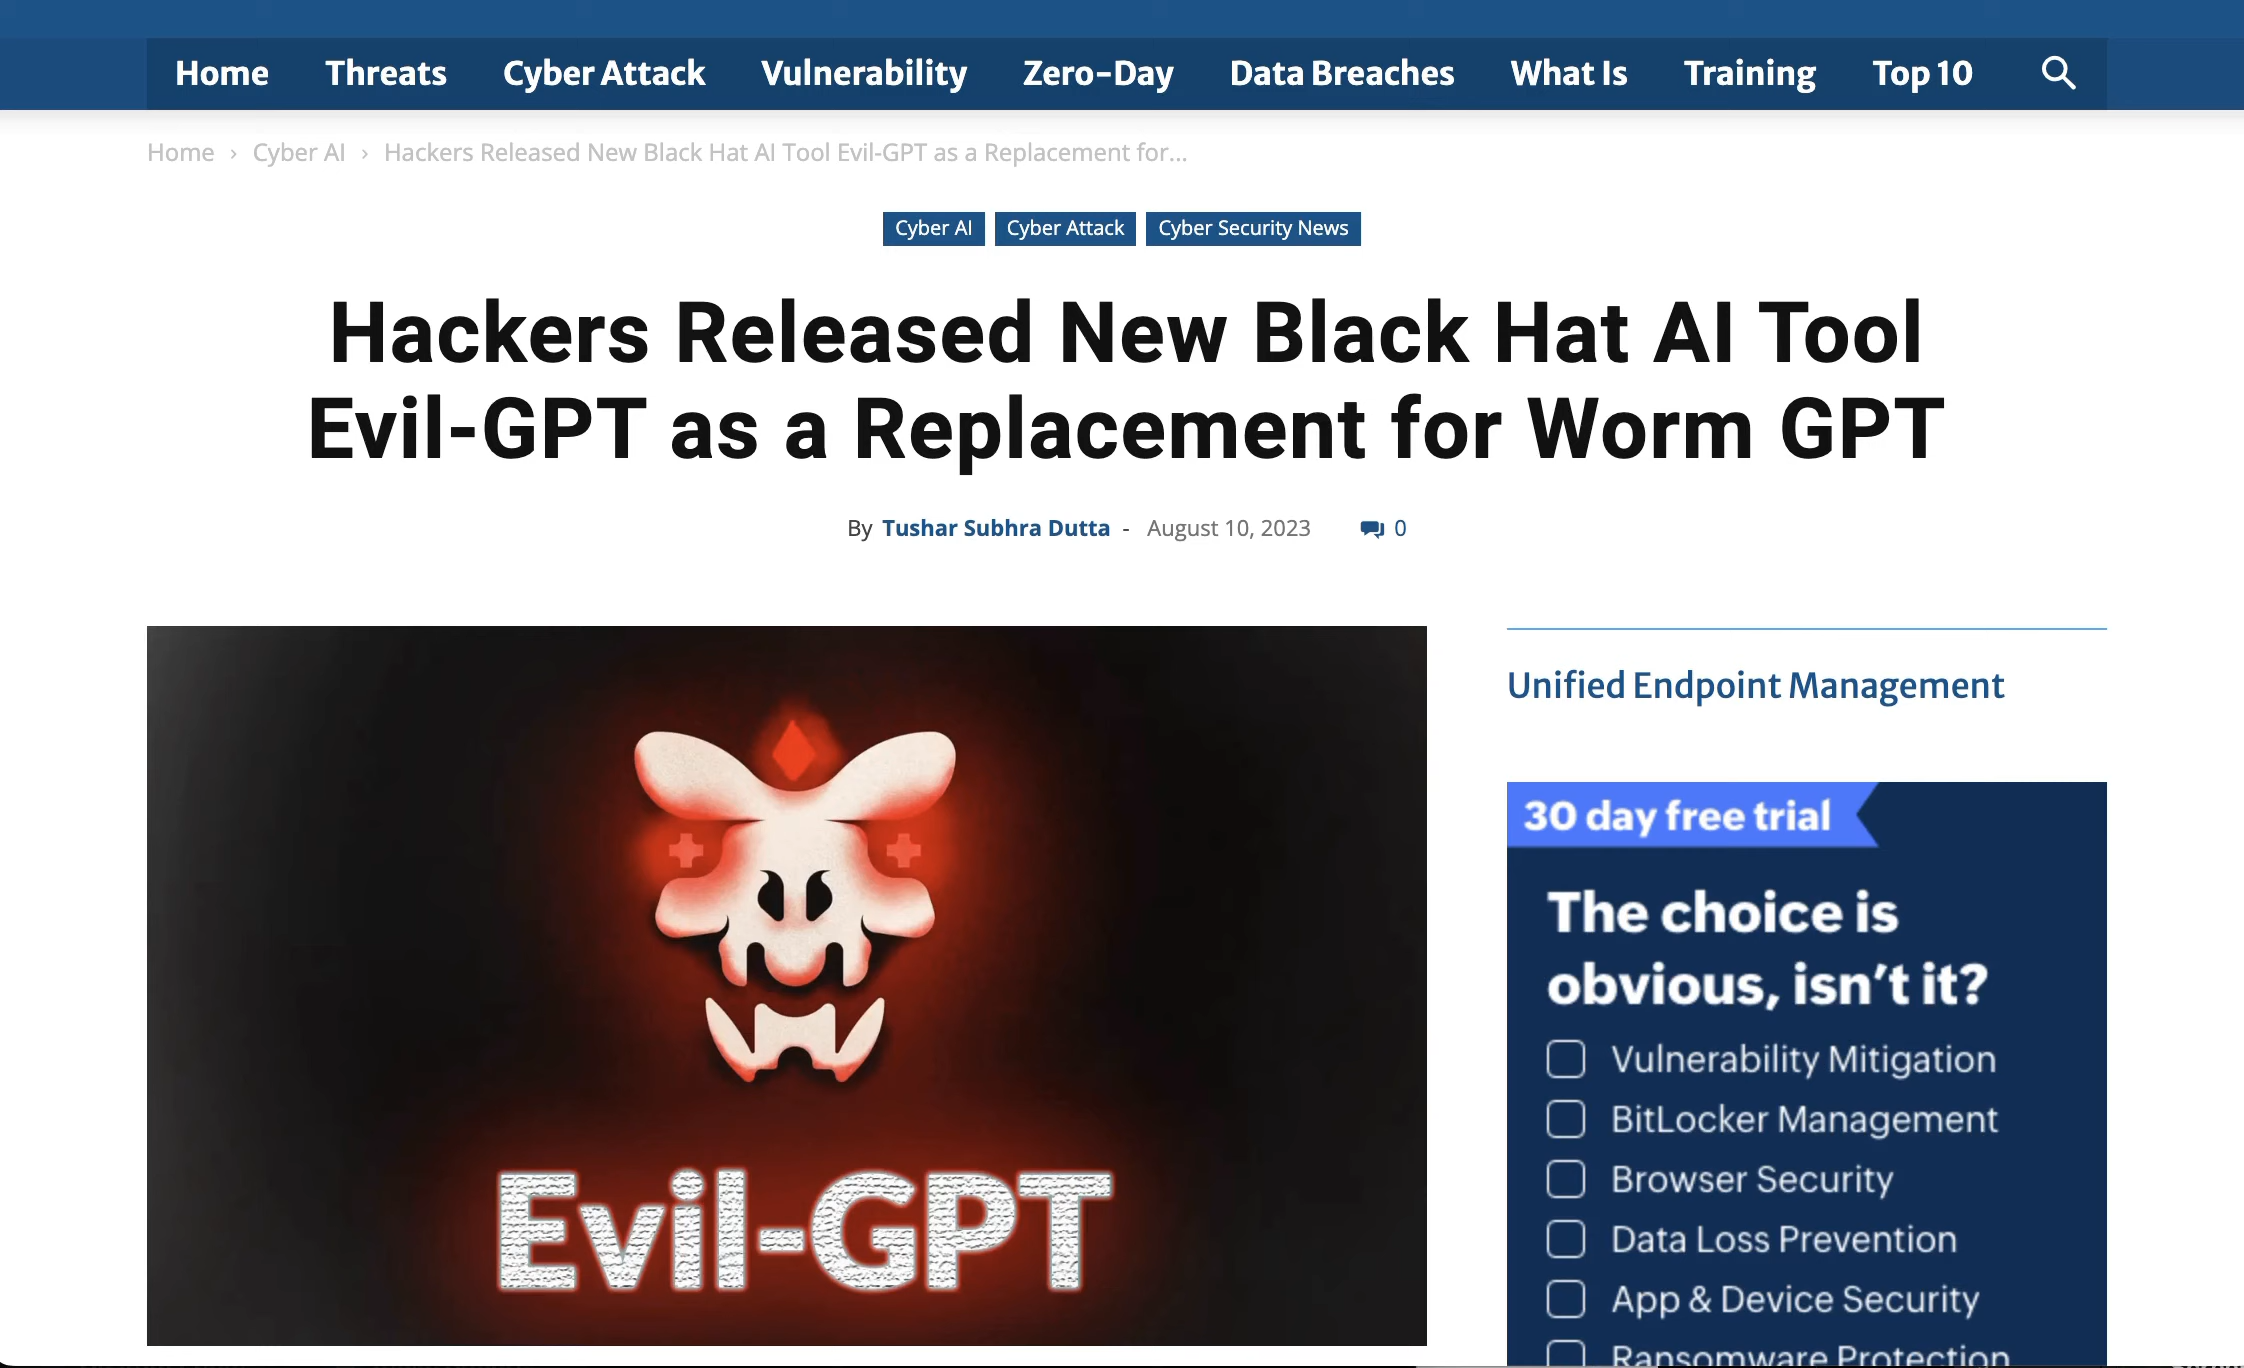 Home Threats Cyber Attack Vulnerability Zero-Day Data Breaches What Is Training Top 10
Home › Cyber AI › Hackers Released New Black Hat AI Tool Evil-GPT as a Replacement for...
Cyber AI Cyber Attack Cyber Security News
Hackers Released New Black Hat AI Tool
Evil-GPT as a Replacement for Worm GPT
By Tushar Subhra Dutta - August 10, 2023 0
Evil-GPT
Unified Endpoint Management
30 day free trial
The choice is
obvious, isn't it?
Vulnerability Mitigation
BitLocker Management
Browser Security
Data Loss Prevention
App & Device Security
Ransomware Protection